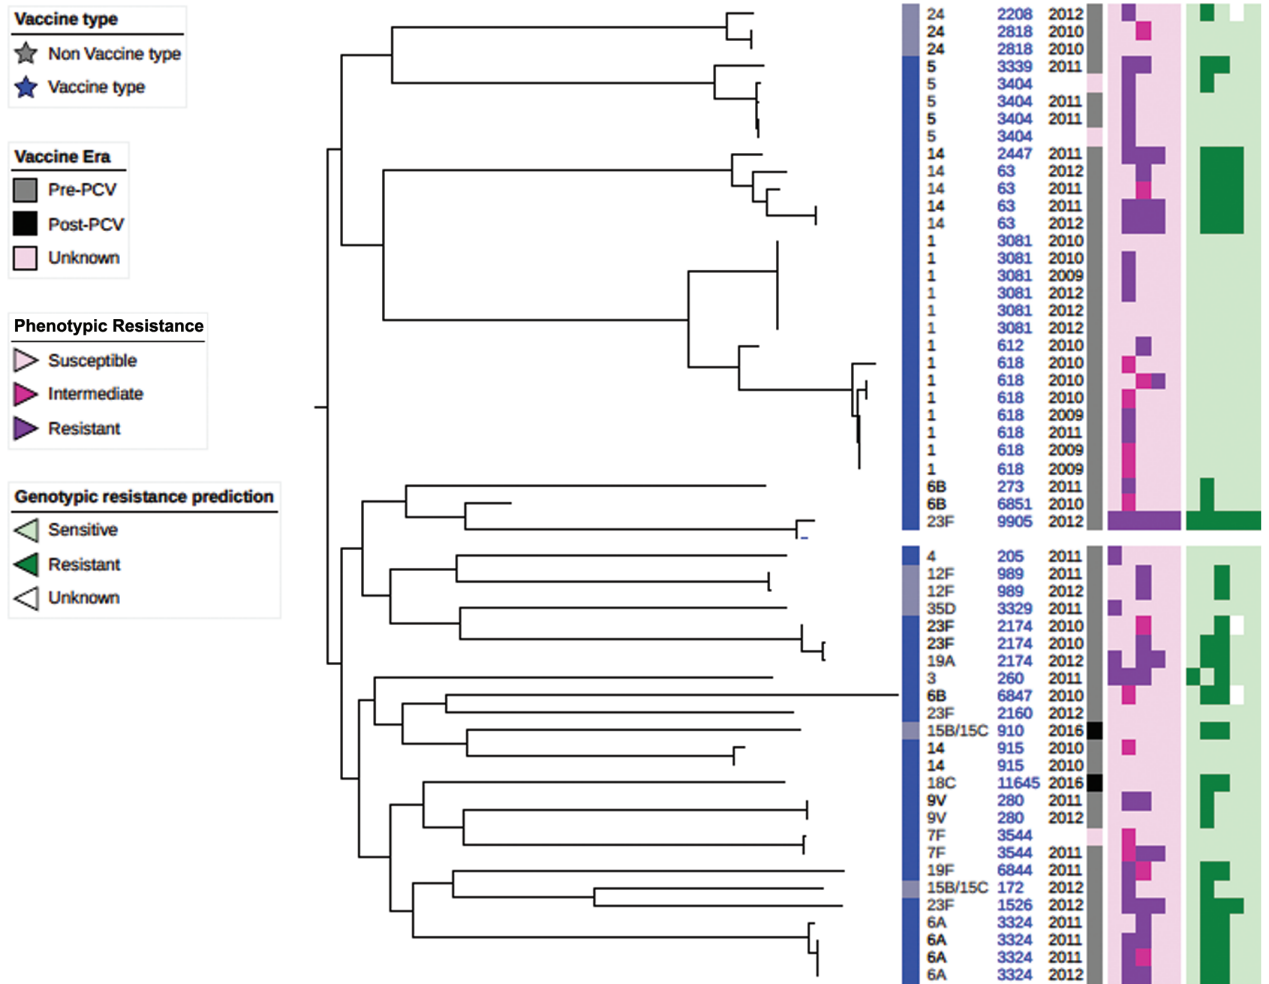 Vaccine type
Non Vaccine type
Vaccine type
Vaccine Era
Pre-PCV
Post-PCV
Unknown
Phenotypic Resistance
Susceptible
Intermediate
Resistant
Genotypic resistance prediction
Sensitive
Resistant
Unknown
24 2208 2012
24 2818 2010
24 2818 2010
5 3339 2011
5 3404
5 3404 2011
5 3404 2011
5 3404
14 2447 2011
14 63 2012
14 63 2011
14 63 2011
14 63 2012
1 3081 2010
1 3081 2010
1 3081 2009
1 3081 2012
1 3081 2012
1 3081 2012
1 612 2010
1 618 2010
1 618 2010
1 618 2010
1 618 2009
1 618 2011
1 618 2009
1 618 2009
6B 273 2011
6B 6851 2010
23F 9905 2012
4 205 2011
12F 989 2011
12F 989 2012
35D 3329 2011
23F 2174 2010
23F 2174 2010
19A 2174 2012
3 260 2011
6B 6847 2010
23F 2160 2012
15B/15C 910 2016
14 915 2010
14 915 2010
18C 11645 2016
9V 280 2011
9V 280 2012
7F 3544
7F 3544 2011
19F 6844 2011
15B/15C 172 2012
23F 1526 2012
6A 3324 2011
6A 3324 2011
6A 3324 2011
6A 3324 2012